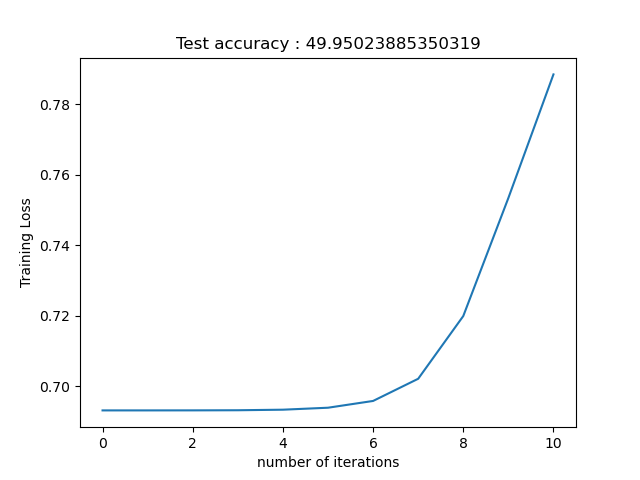 Test accuracy : 49.95023885350319
Training Loss
0.78
0.76
0.74
0.72
0.70
0 2 4 6 8 10
number of iterations